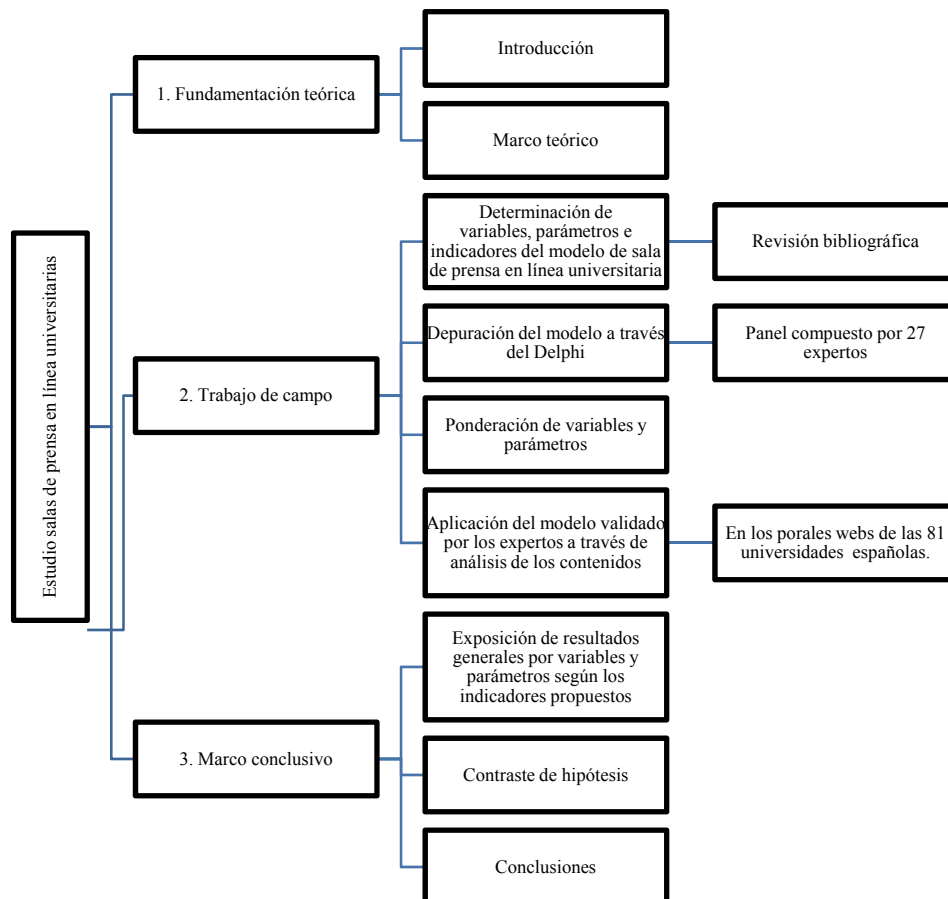 Estudio salas de prensa en línea universitarias
1. Fundamentación teórica
Introducción
Marco teórico
2. Trabajo de campo
Determinación de
variables, parámetros e
indicadores del modelo de sala
de prensa en línea universitaria
Revisión bibliográfica
Depuración del modelo a través
del Delphi
Panel compuesto por 27
expertos
Ponderación de variables y
parámetros
Aplicación del modelo validado
por los expertos a través de
análisis de los contenidos
En los porales webs de las 81
universidades españolas.
3. Marco conclusivo
Exposición de resultados
generales por variables y
parámetros según los
indicadores propuestos
Contraste de hipótesis
Conclusiones